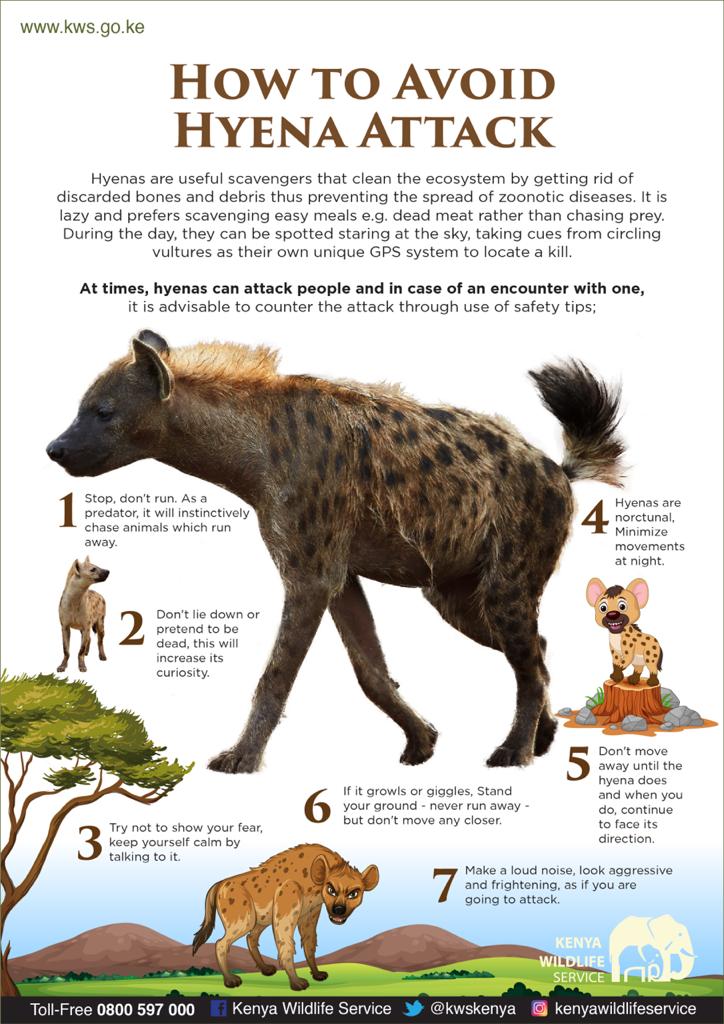 www.kws.go.ke
How to Avoid
Hyena Attack
Hyenas are useful scavengers that clean the ecosystem by getting rid of
discarded bones and debris thus preventing the spread of zoonotic diseases. It is
lazy and prefers scavenging easy meals e.g. dead meat rather than chasing prey.
During the day, they can be spotted staring at the sky, taking cues from circling
vultures as their own unique GPS system to locate a kill.
At times, hyenas can attack people and in case of an encounter with one,
it is advisable to counter the attack through use of safety tips;
1 Stop, don't run. As a
predator, it will instinctively
chase animals which run
away.
2 Don't lie down or
pretend to be
dead, this will
increase its
curiosity.
3 Try not to show your fear,
keep yourself calm by
talking to it.
4 Hyenas are
norctunal,
Minimize
movements
at night.
5 Don't move
away until the
hyena does
and when you
do, continue
to face its
direction.
6 If it growls or giggles, Stand
your ground - never run away -
but don't move any closer.
7 Make a loud noise, look aggressive
and frightening, as if you are
going to attack.
KENYA
WILDLIFE
SERVICE
Toll-Free 0800 597 000 Kenya Wildlife Service @kwskenya kenyawildlifeservice